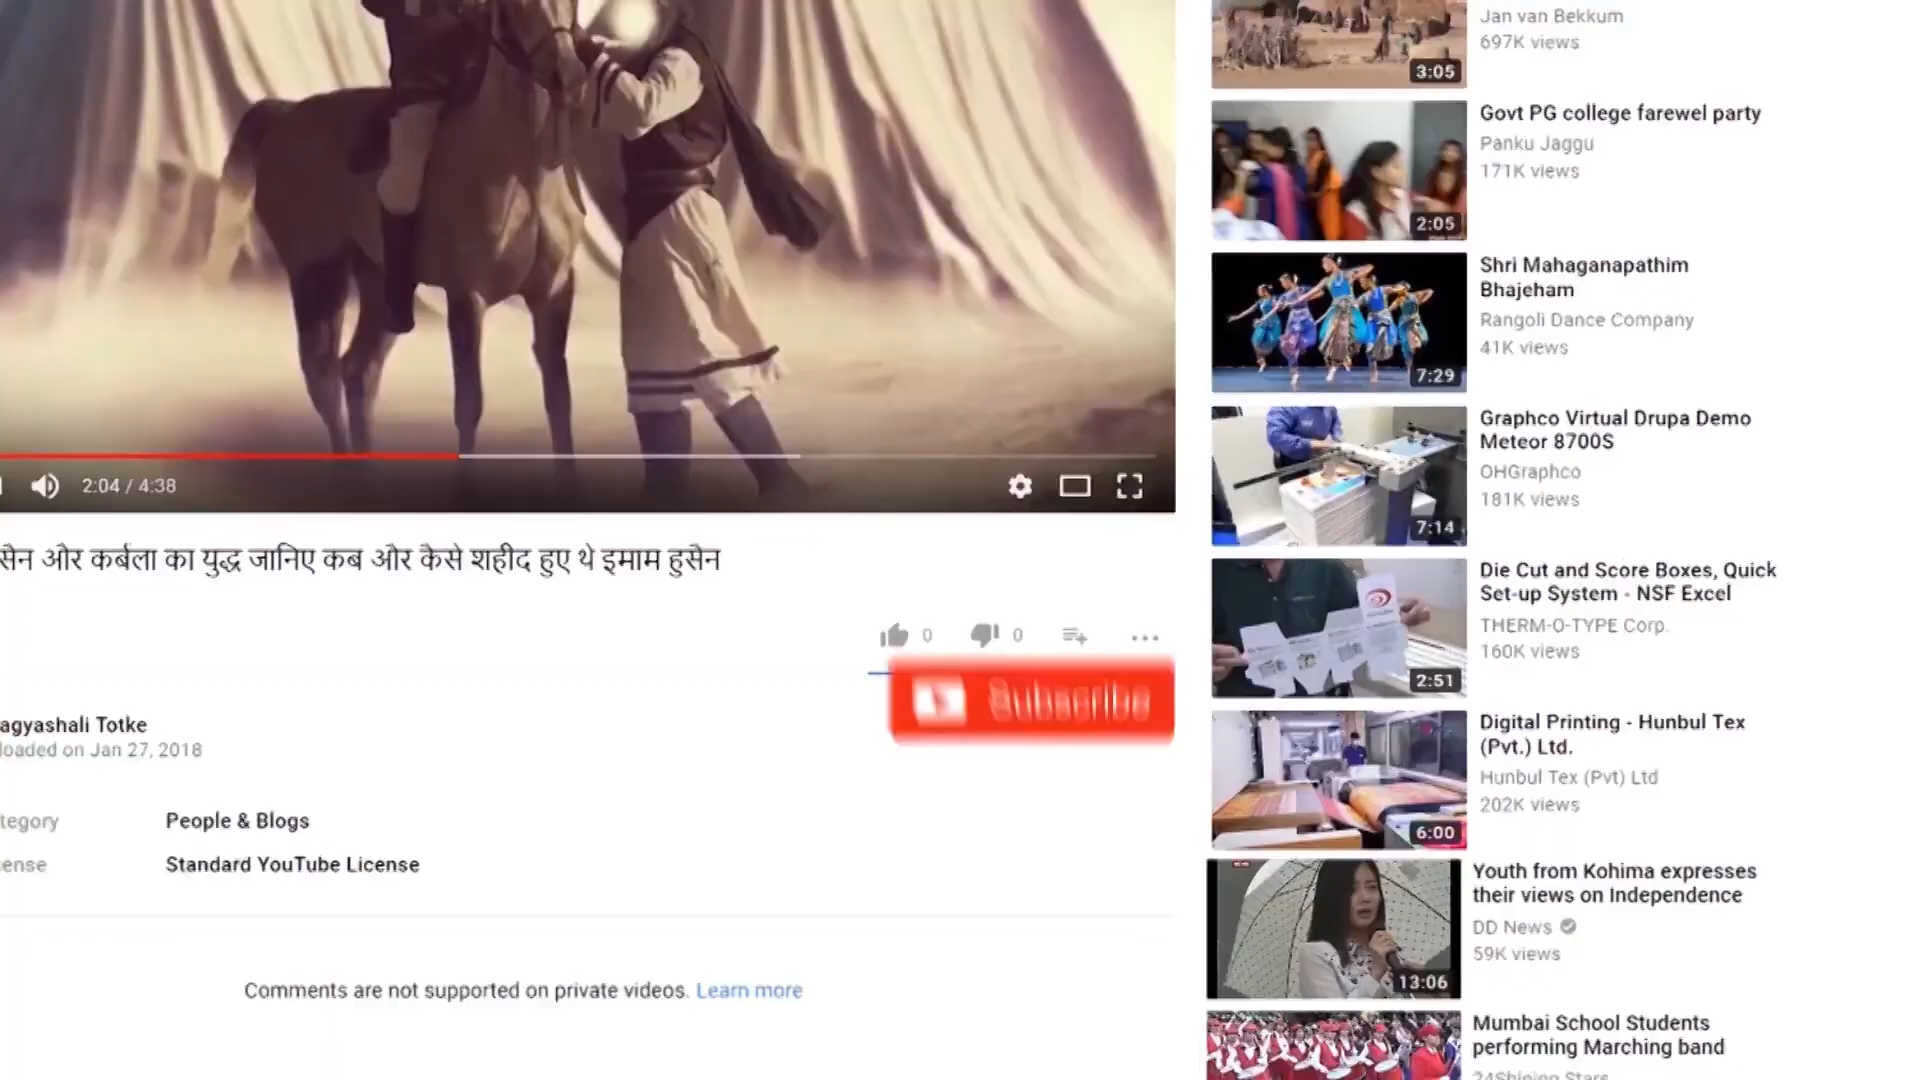 2:04 / 4:38
और कर्बला का युद्ध जानिए कब और कैसे शहीद हुए थे इमाम हुसैन
0
0
Subscribe
agyashali Totke
loaded on Jan 27, 2018
tegory
People & Blogs
ense
Standard YouTube License
Comments are not supported on private videos. Learn more
Jan van Bekkum
697K views
3:05
Govt PG college farewel party
Panku Jaggu
171K views
2:05
Shri Mahaganapathim
Bhajeham
Rangoli Dance Company
41K views
7:29
Graphco Virtual Drupa Demo
Meteor 8700S
OHGraphco
181K views
7:14
Die Cut and Score Boxes, Quick
Set-up System - NSF Excel
THERM-O-TYPE Corp.
160K views
2:51
Digital Printing - Hunbul Tex
(Pvt.) Ltd.
Hunbul Tex (Pvt) Ltd
202K views
6:00
Youth from Kohima expresses
their views on Independence
DD News
59K views
13:06
Mumbai School Students
performing Marching band
24Shining Stars